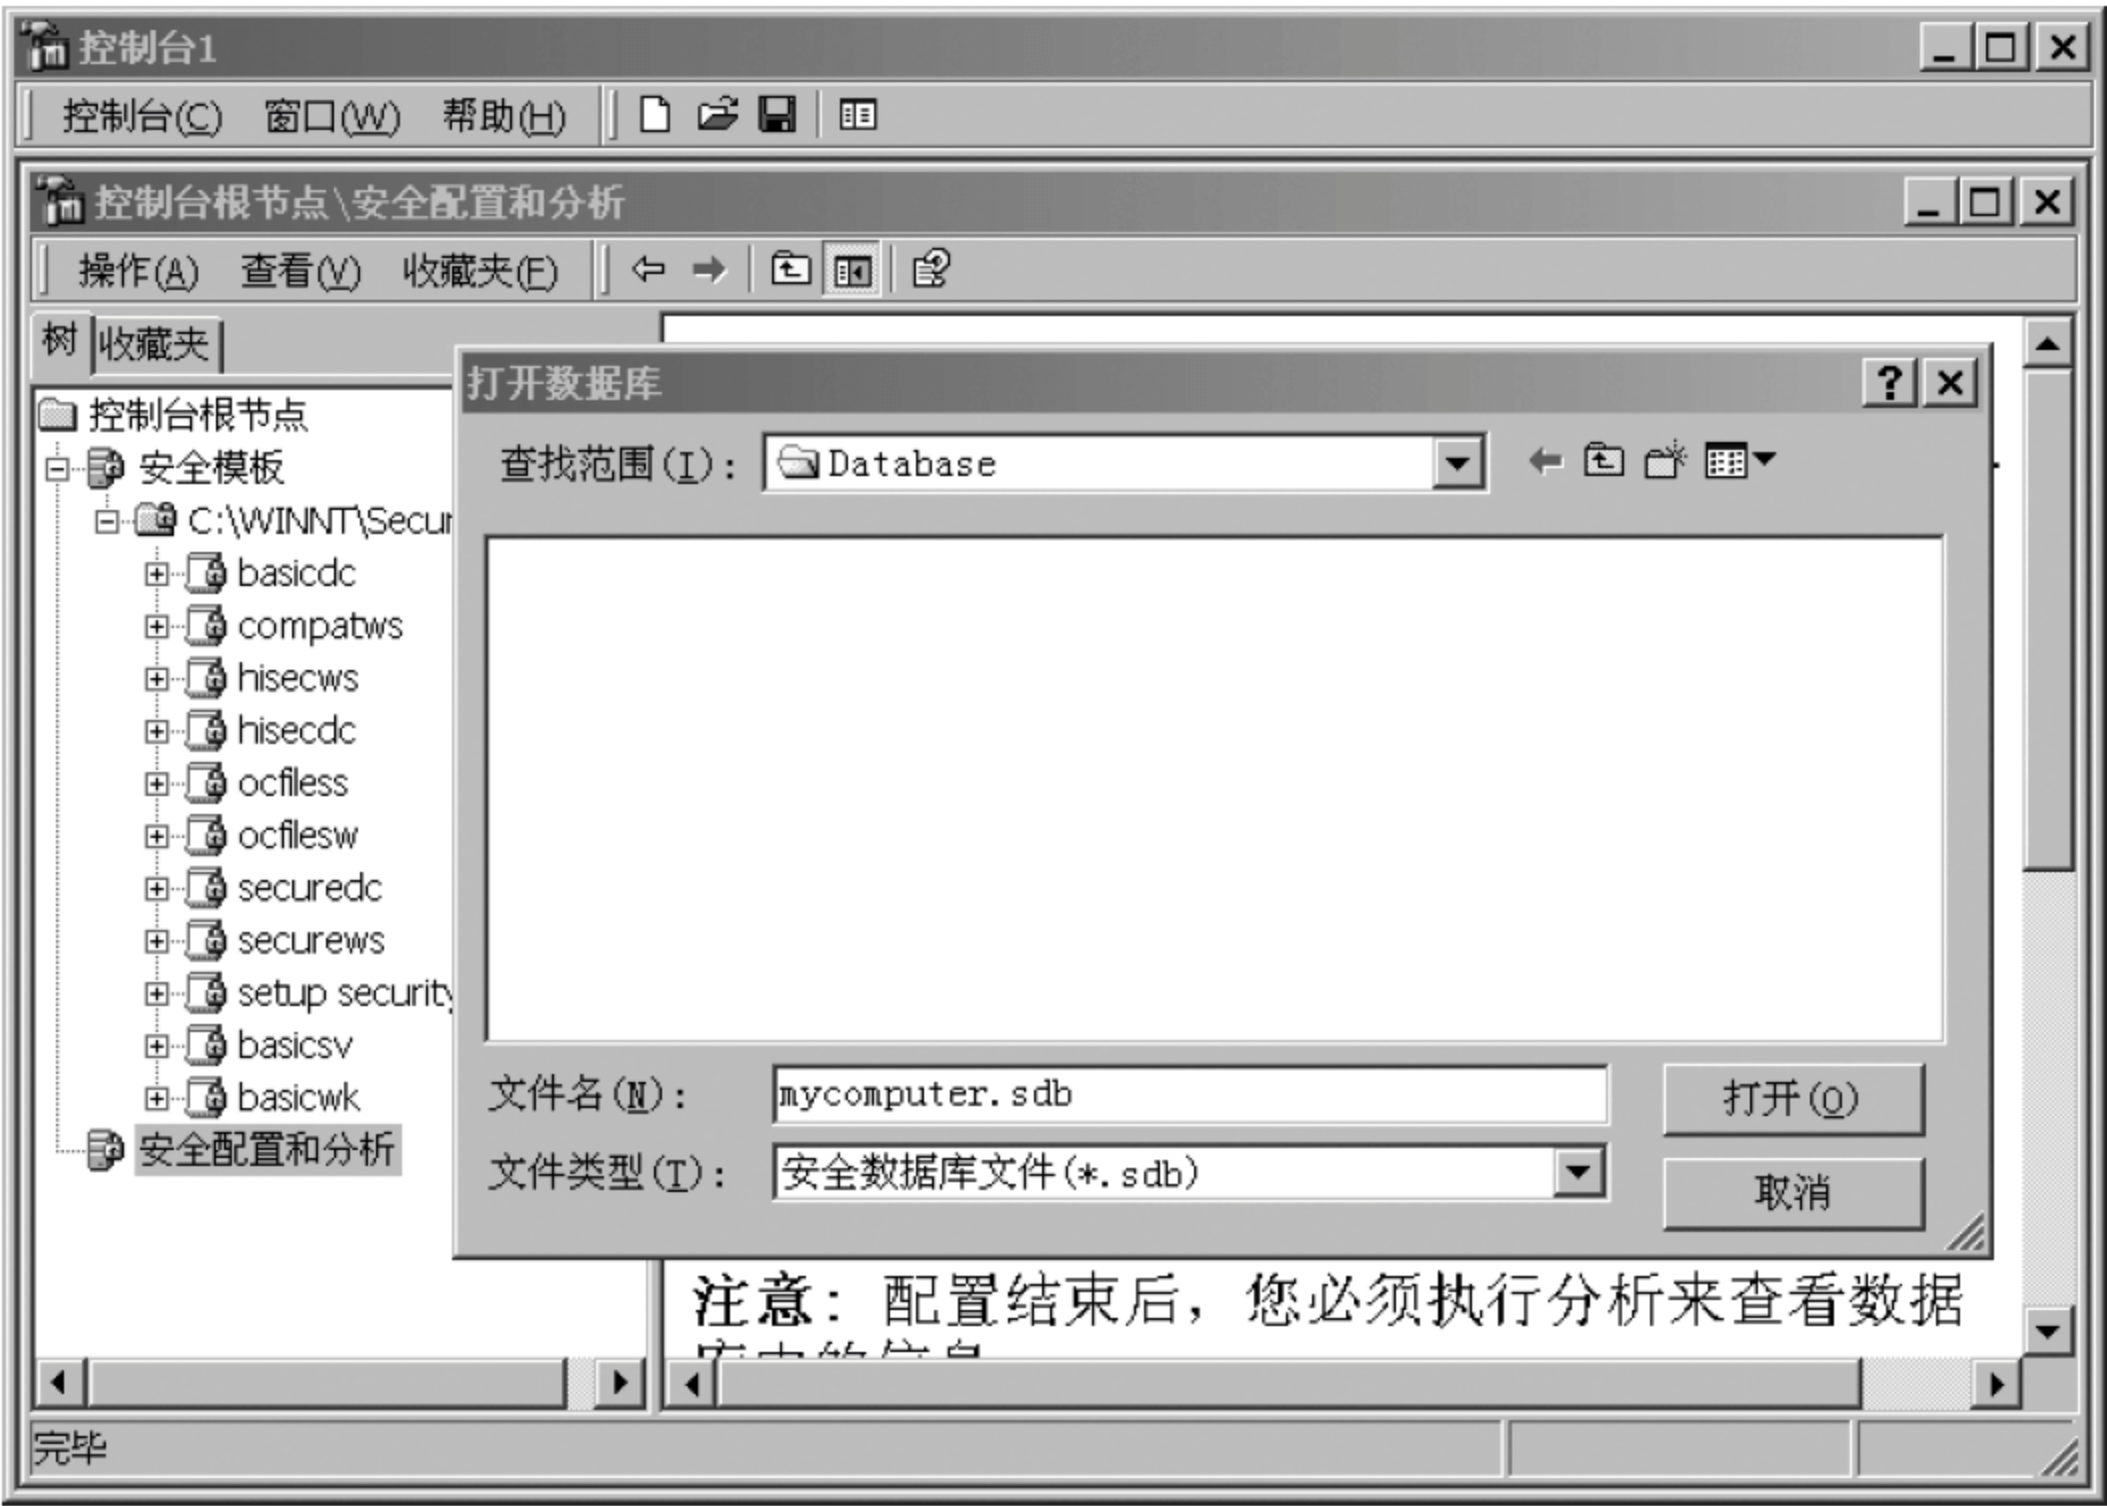 控制台1
控制台(C) 窗口(W) 帮助(H)
控制台根节点\安全配置和分析
操作(A) 查看(V) 收藏夹(F)
树 收藏夹
控制台根节点
安全模板
C:\WINNT\Secur
basicdc
compatws
hisecws
hisecdc
ocfiless
ocfilesw
securedc
securews
setup security
basicsv
basicwk
安全配置和分析
打开数据库
查找范围(I): Database
文件名(N): mycomputer.sdb 打开(O)
文件类型(T): 安全数据库文件(*.sdb) 取消
注意: 配置结束后, 您必须执行分析来查看数据
完毕